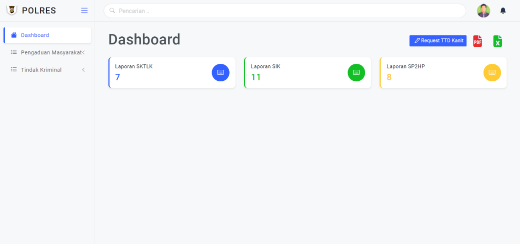 POLRES
Pencarian ...
Dashboard
Pengaduan Masyarakat
Tindak Kriminal
Dashboard
Request TTD Kanit
PDF
X
Laporan SKTLK
7
Laporan SIK
11
Laporan SP2HP
8